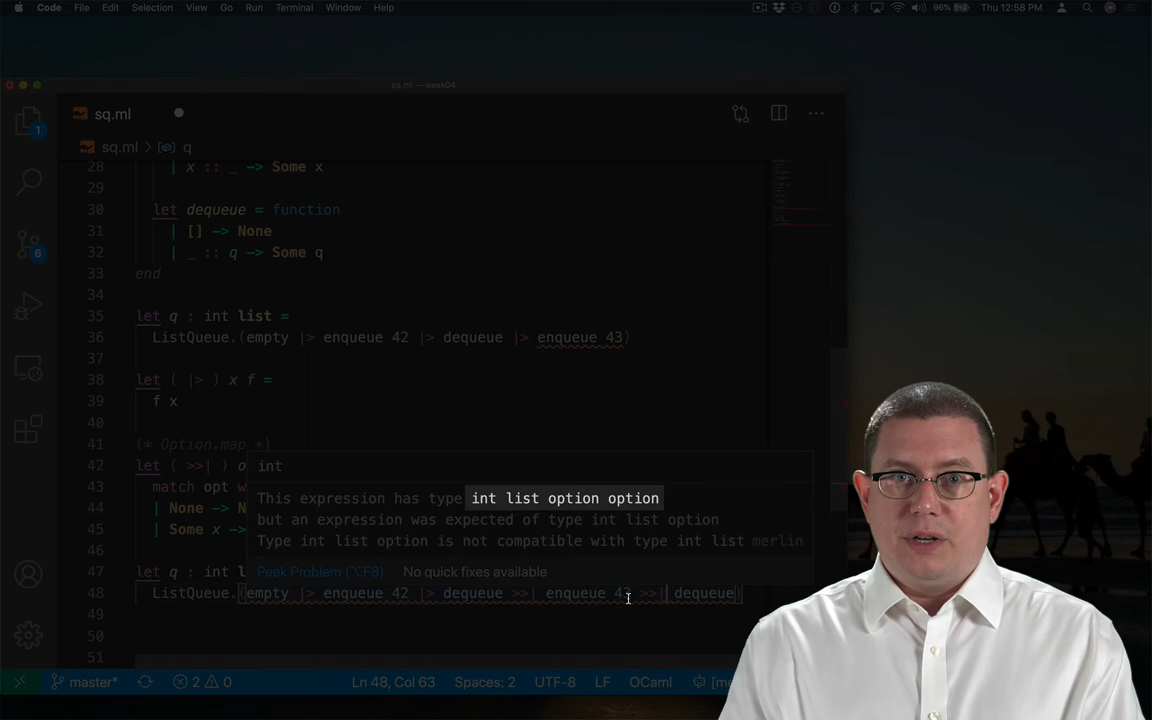 Code File Edit Selection View Go Run Terminal Window Help 96% Thu 12:58 PM
sq.ml — week04
sq.ml
sq.ml > q
1
6
28 | x :: _ -> Some x
29
30 let dequeue = function
31 | [] -> None
32 | _ :: q -> Some q
33 end
34
35 let q : int list =
36 ListQueue.(empty |> enqueue 42 |> dequeue |> enqueue 43)
37
38 let ( |> ) x f =
39 f x
40
41 (* Option.map *)
42 let ( >>| ) o
43 match opt w
44 | None -> N
45 | Some x ->
46
47 let q : int l
48 ListQueue.(empty |> enqueue 42 |> dequeue >>| enqueue 43 >>| dequeue)
50
51
int
This expression has type int list option option
but an expression was expected of type int list option
Type int list option is not compatible with type int list merlin
Peek Problem (⌥F8) No quick fixes available
master* 2 0 Ln 48, Col 63 Spaces: 2 UTF-8 LF OCaml